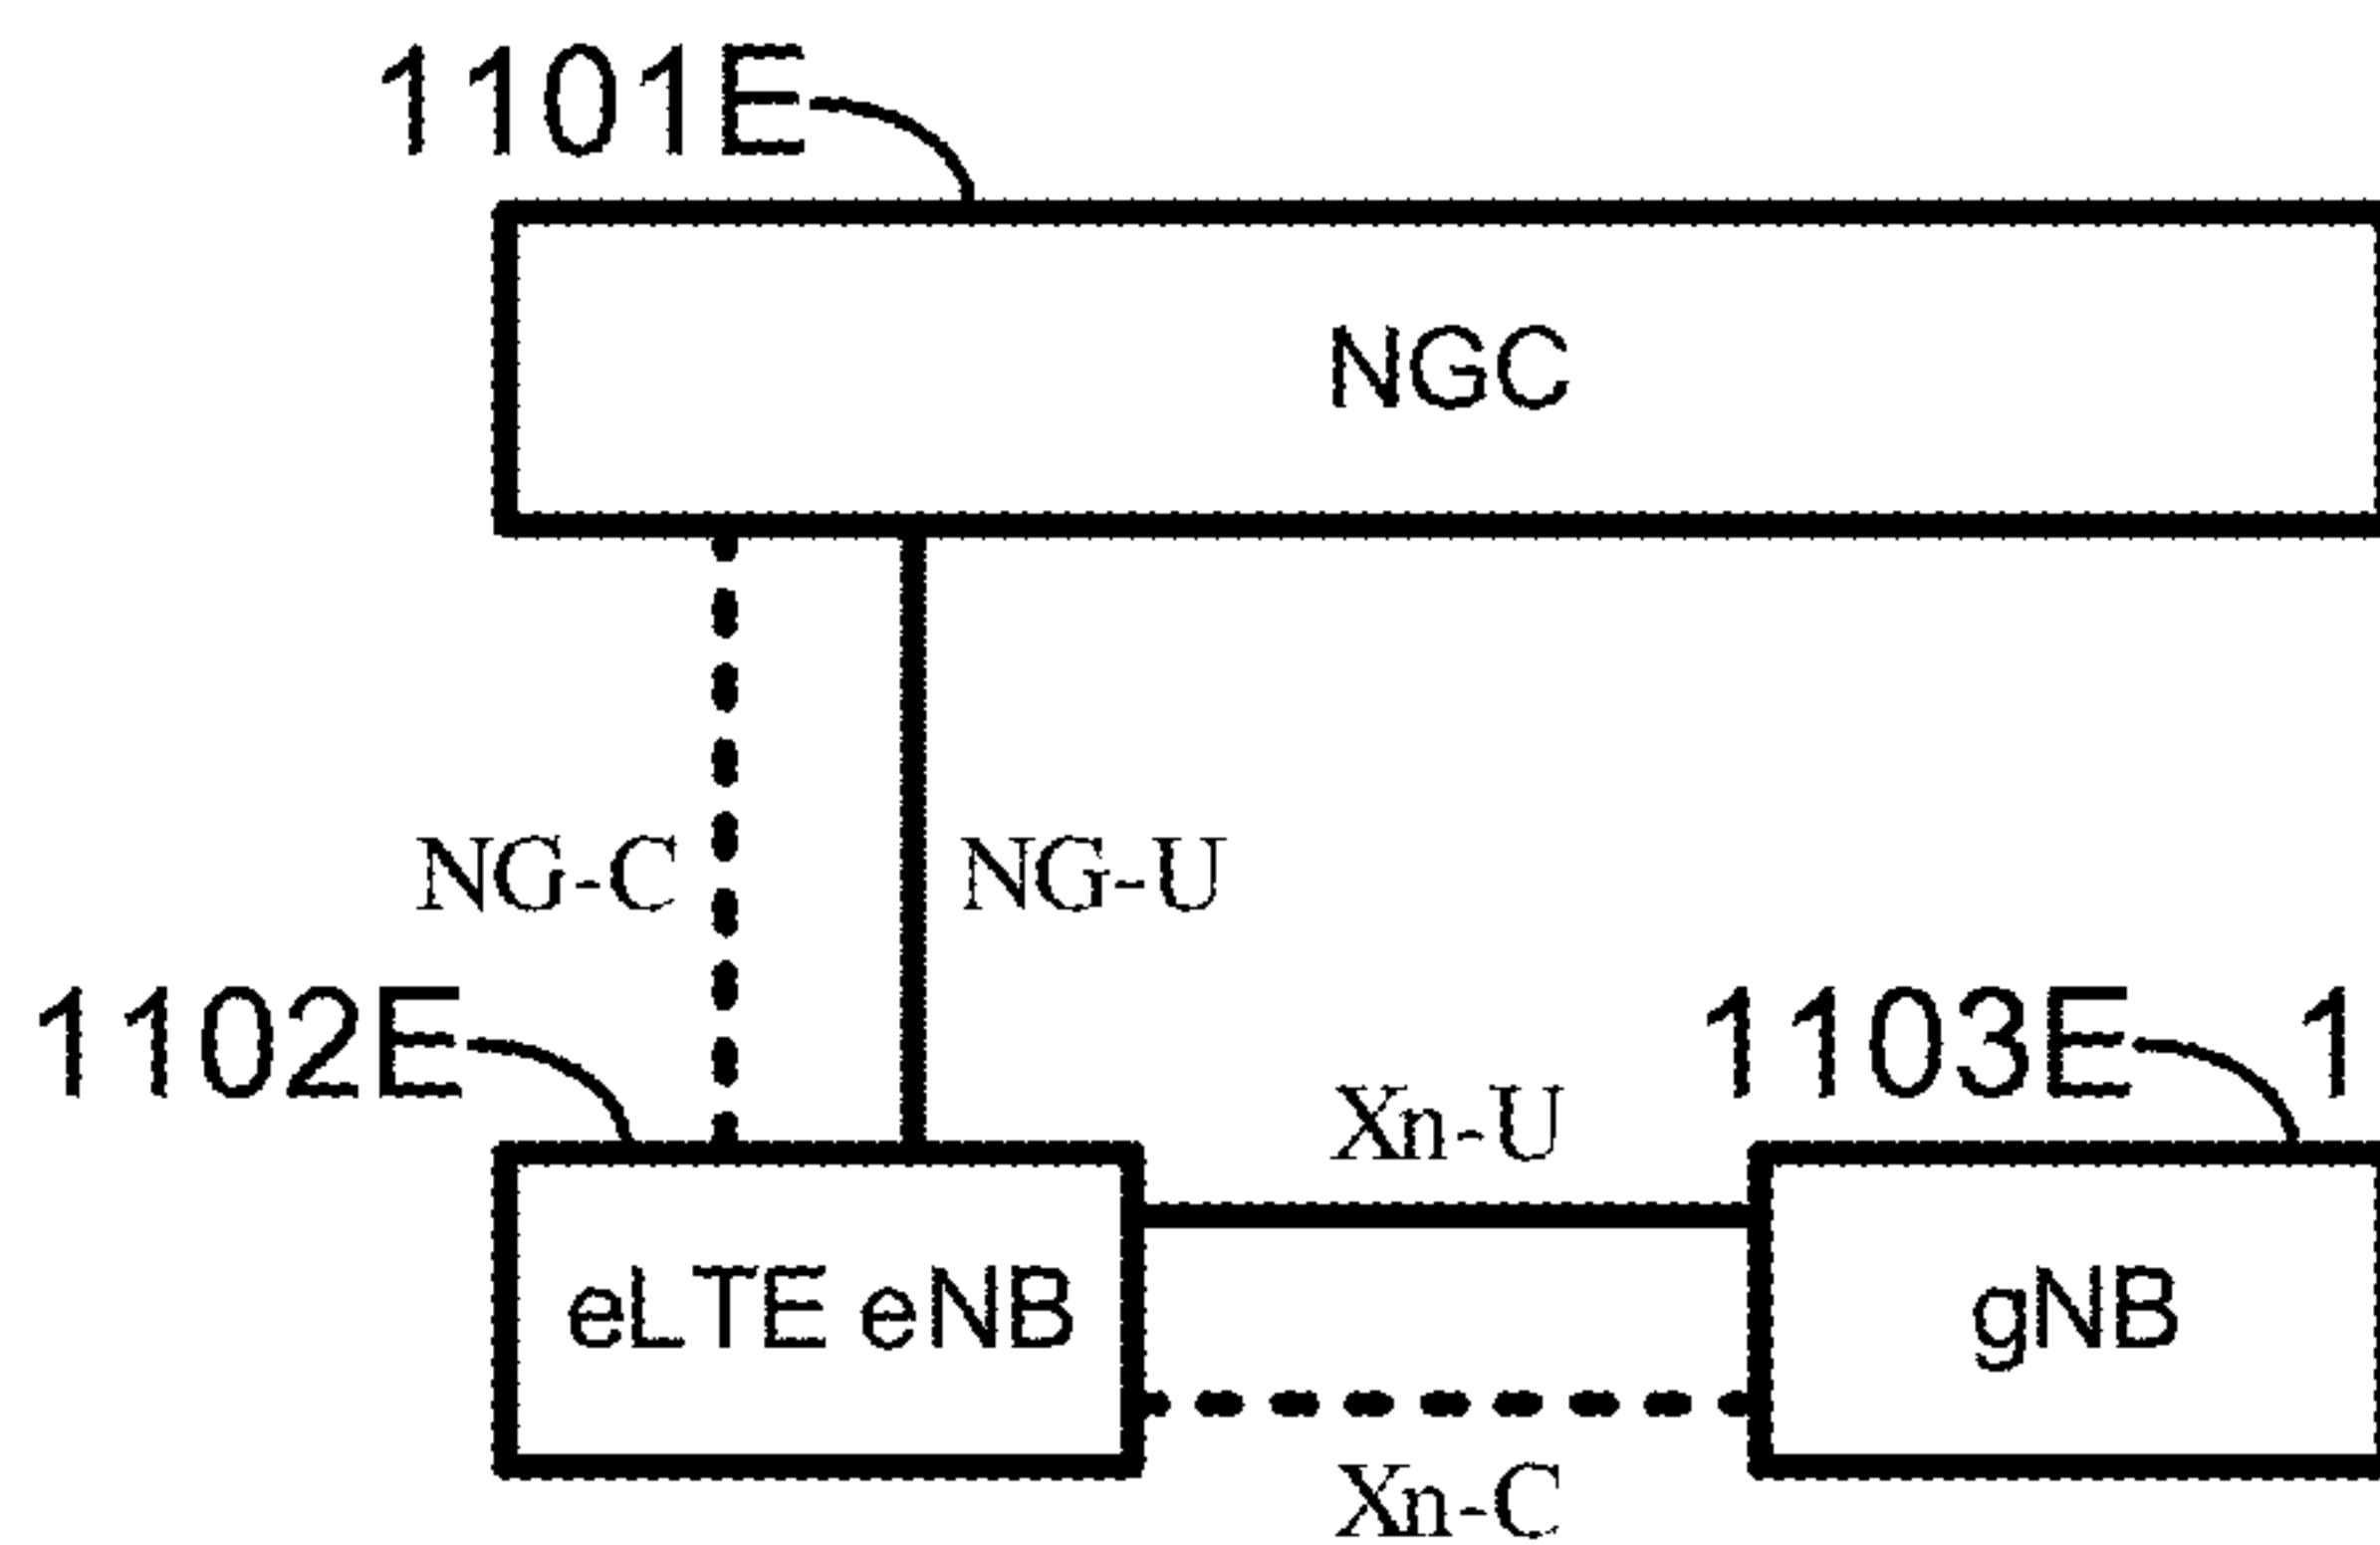 1101E
NGC
NG-C
NG-U
1102E
1103E
1
Xn-U
eLTE eNB
gNB
Xn-C